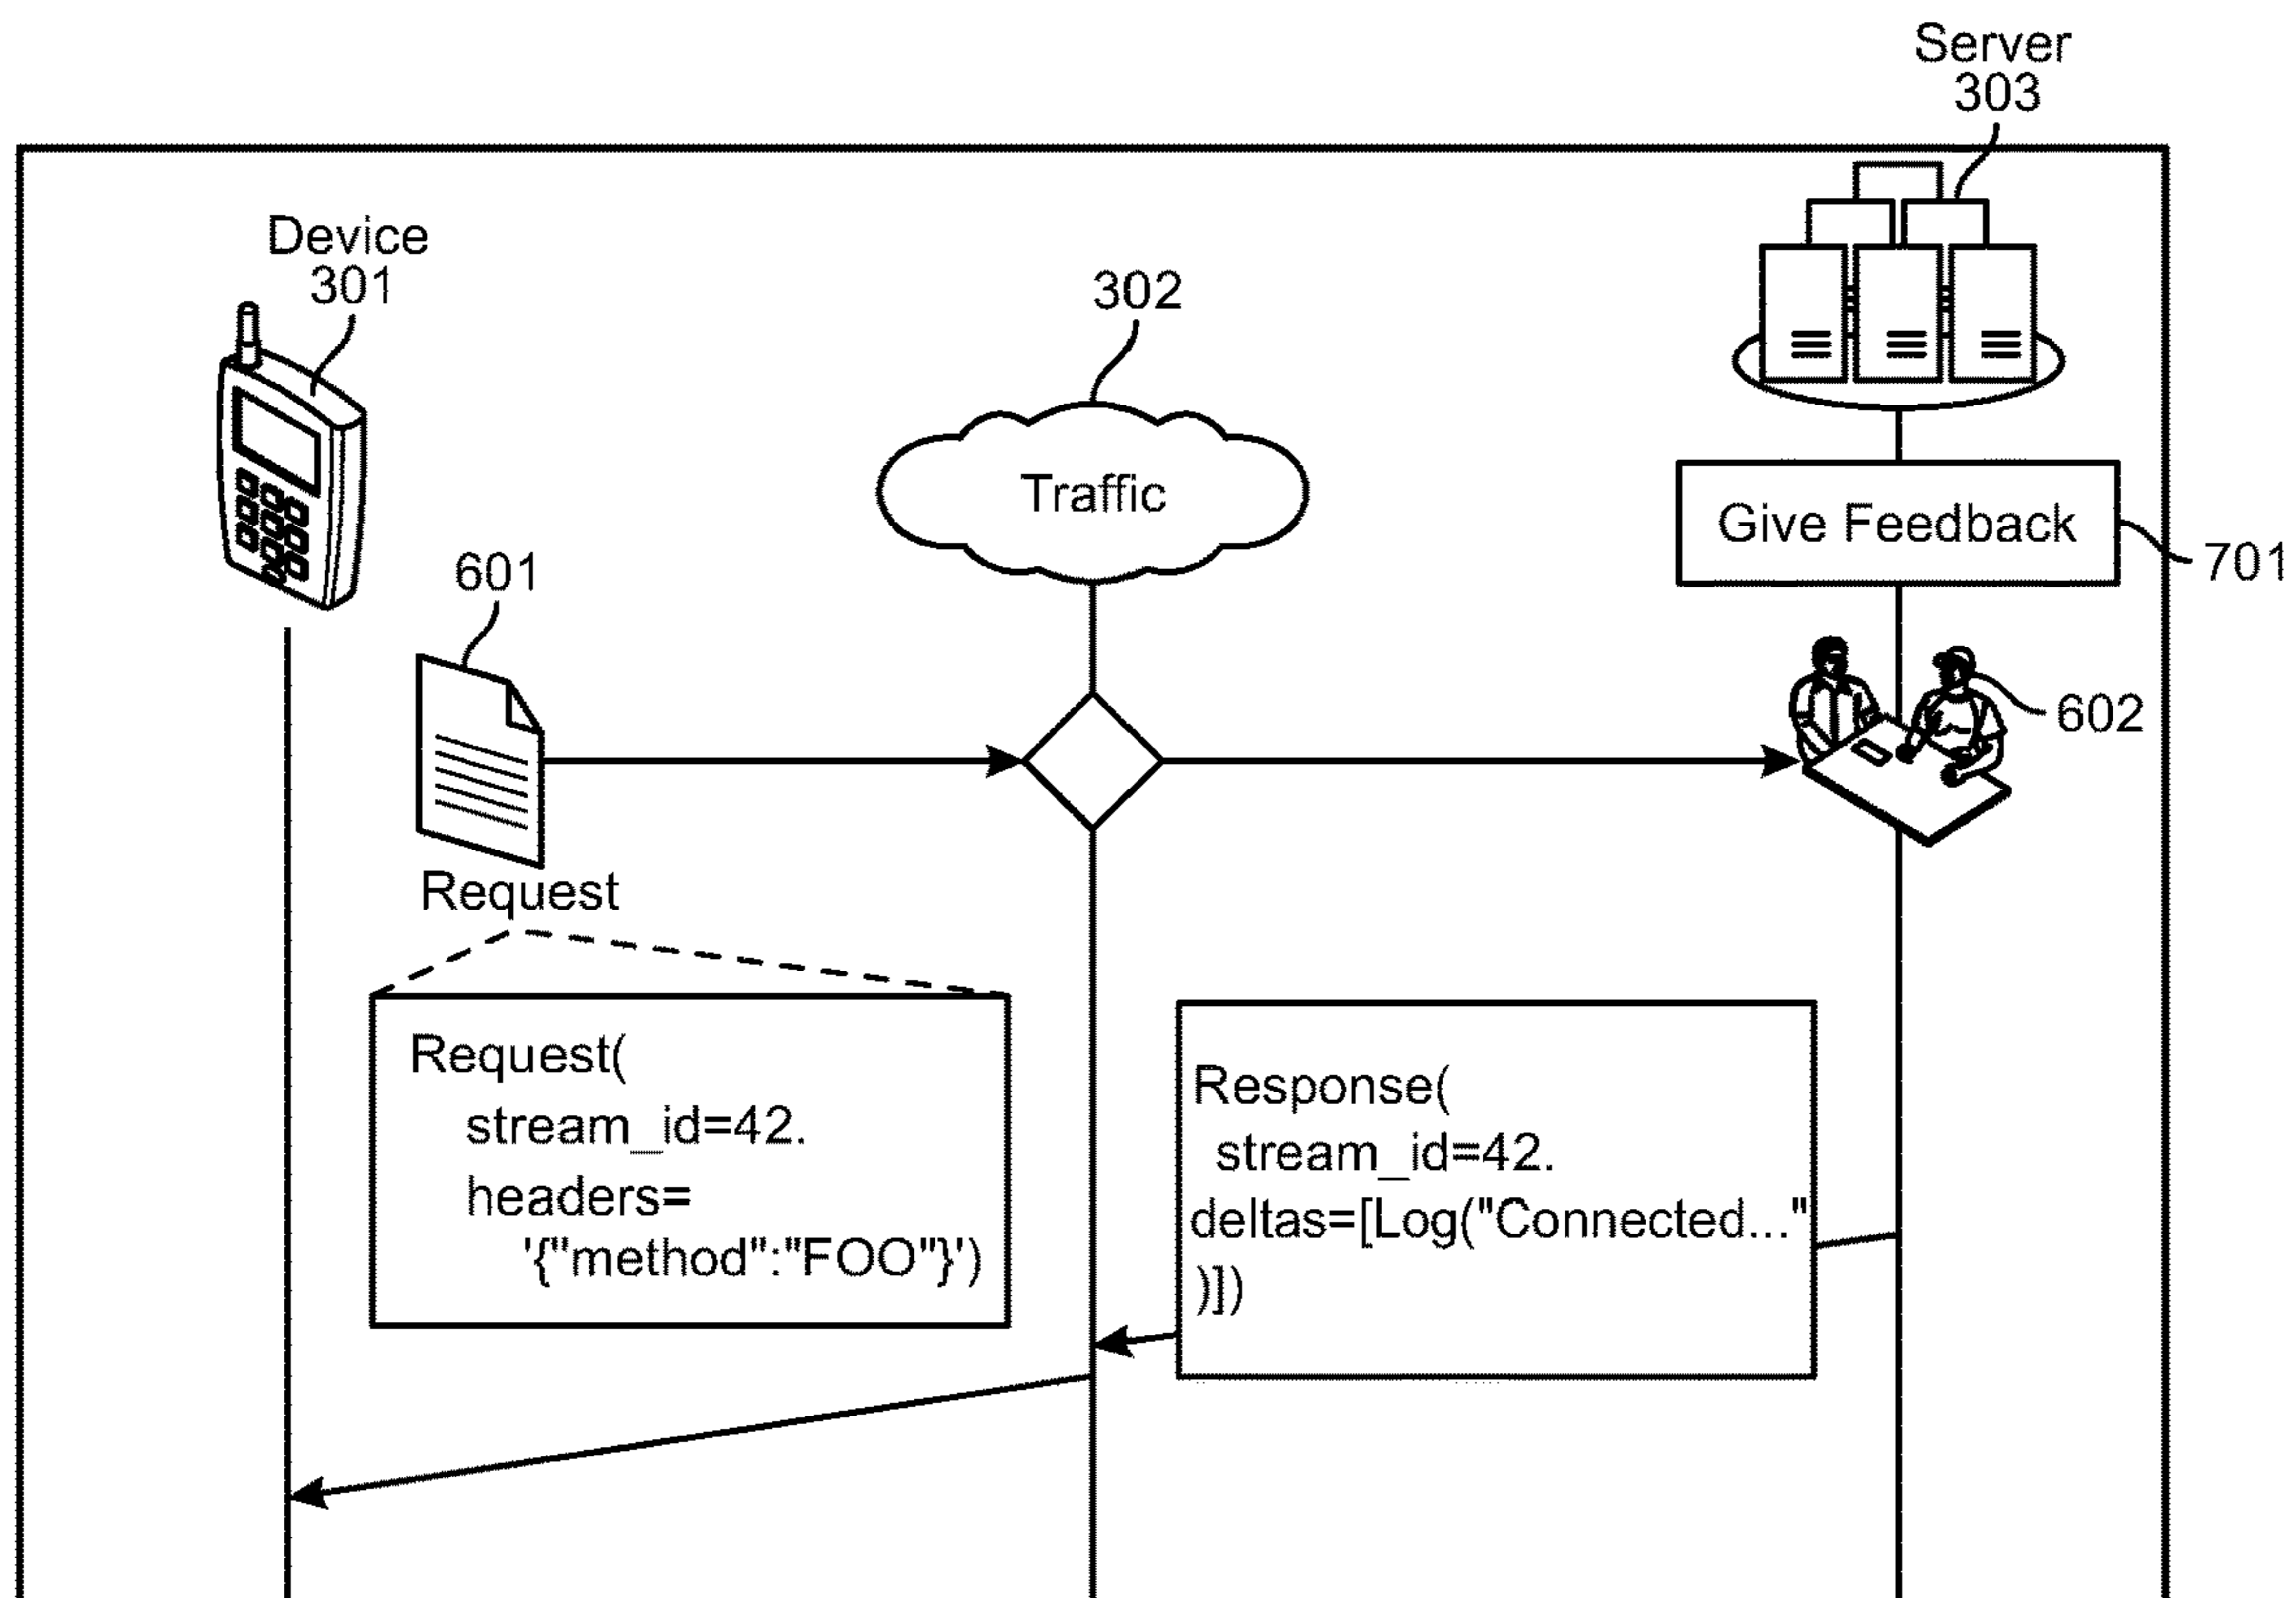 Server
303
Device
301
302
Traffic
Give Feedback
701
601
602
Request
Request(
stream_id=42.
headers=
'{"method":"FOO"}')
Response(
stream_id=42.
deltas=[Log("Connected..."
)])